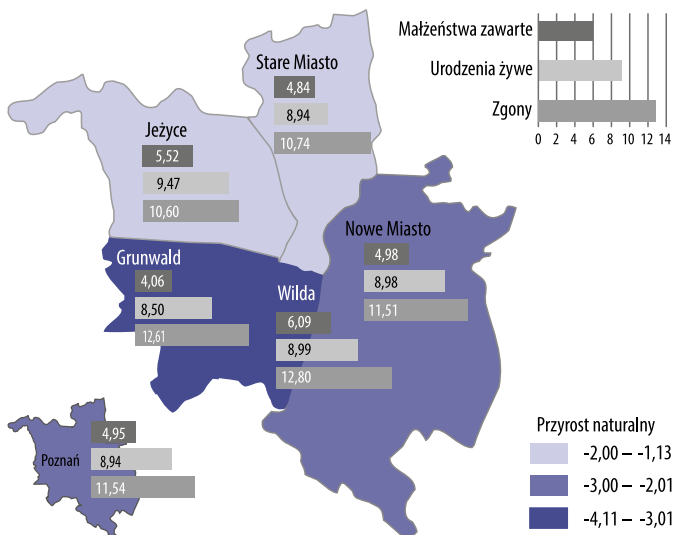 Małżeństwa zawarte
Urodzenia żywe
Zgony
0 2 4 6 8 10 12 14
Stare Miasto
4,84
8,94
10,74
Jeżyce
5,52
9,47
10,60
Nowe Miasto
4,98
8,98
11,51
Grunwald
4,06
8,50
12,61
Wilda
6,09
8,99
12,80
Poznań
4,95
8,94
11,54
Przyrost naturalny
-2,00 – -1,13
-3,00 – -2,01
-4,11 – -3,01